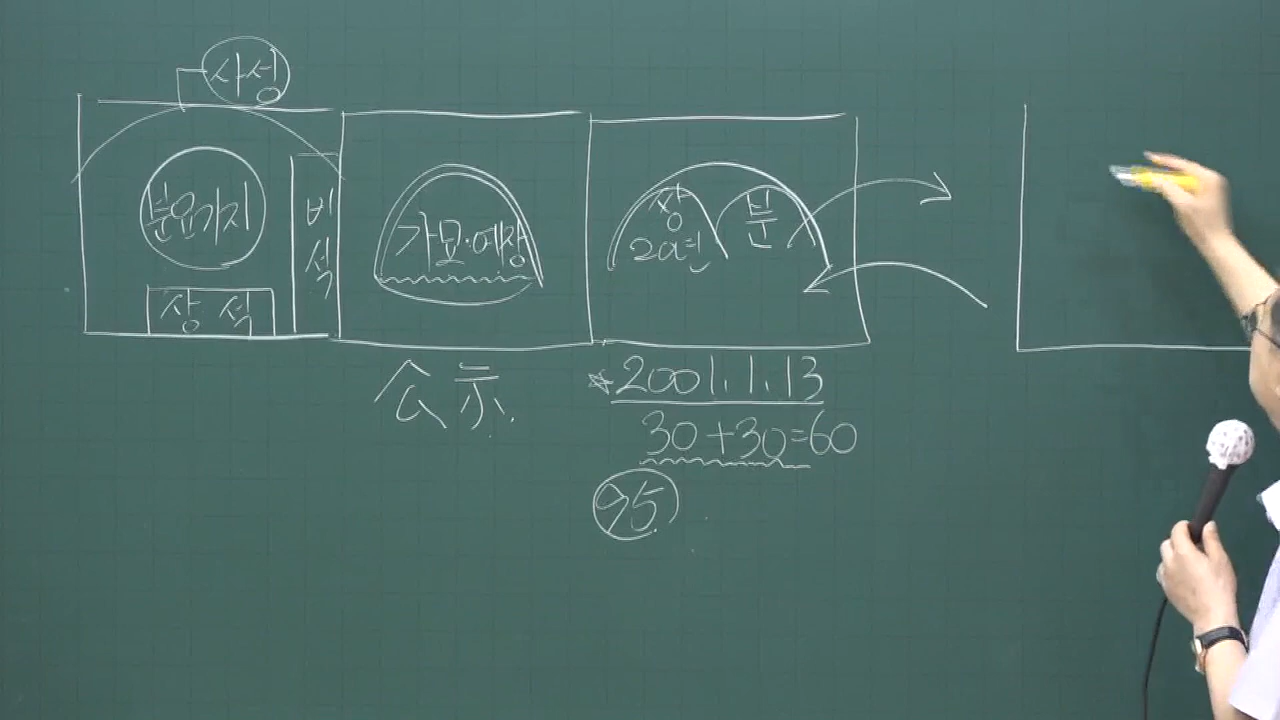 사성
분묘기지
비석
상석
가묘·예장
장
20년
분
公示.
*2001.1.13
30+30=60
95